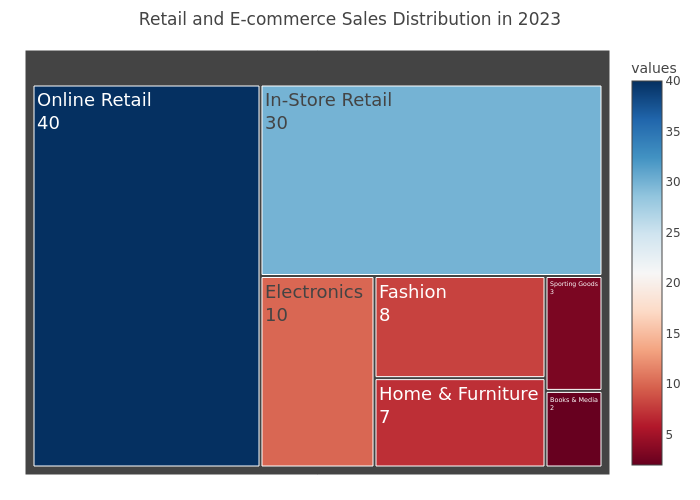 Retail and E-commerce Sales Distribution in 2023
Online Retail
40
In-Store Retail
30
Electronics
10
Fashion
8
Home & Furniture
7
Sporting Goods
3
Books & Media
2
values
40
35
30
25
20
15
10
5